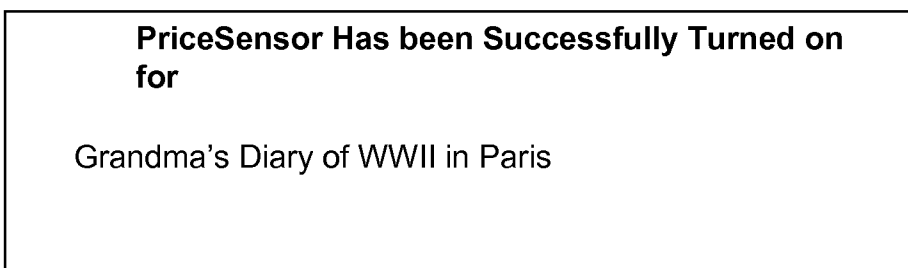 PriceSensor Has been Successfully Turned on
for
Grandma's Diary of WWII in Paris